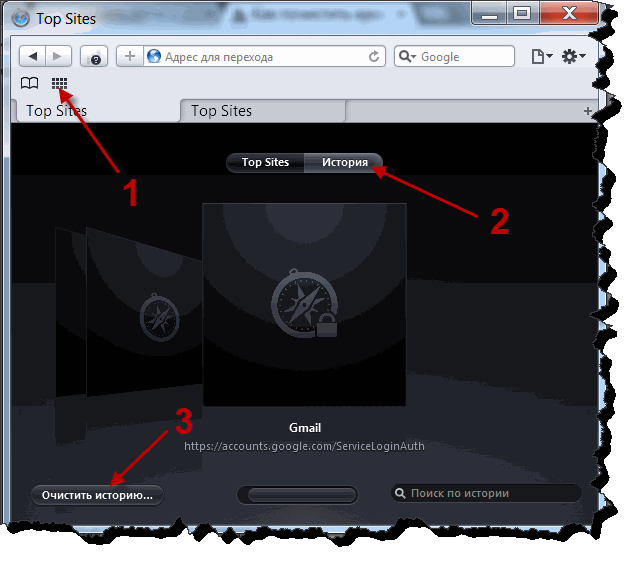 Top Sites
Адрес для перехода
Google
Top Sites
Top Sites
Top Sites
История
1
2
Gmail
https://accounts.google.com/ServiceLoginAuth
3
Очистить историю...
Поиск по истории